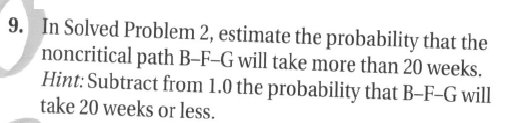 9. In Solved Problem 2, estimate the probability that the
noncritical path B–F–G will take more than 20 weeks.
Hint: Subtract from 1.0 the probability that B–F–G will
take 20 weeks or less.